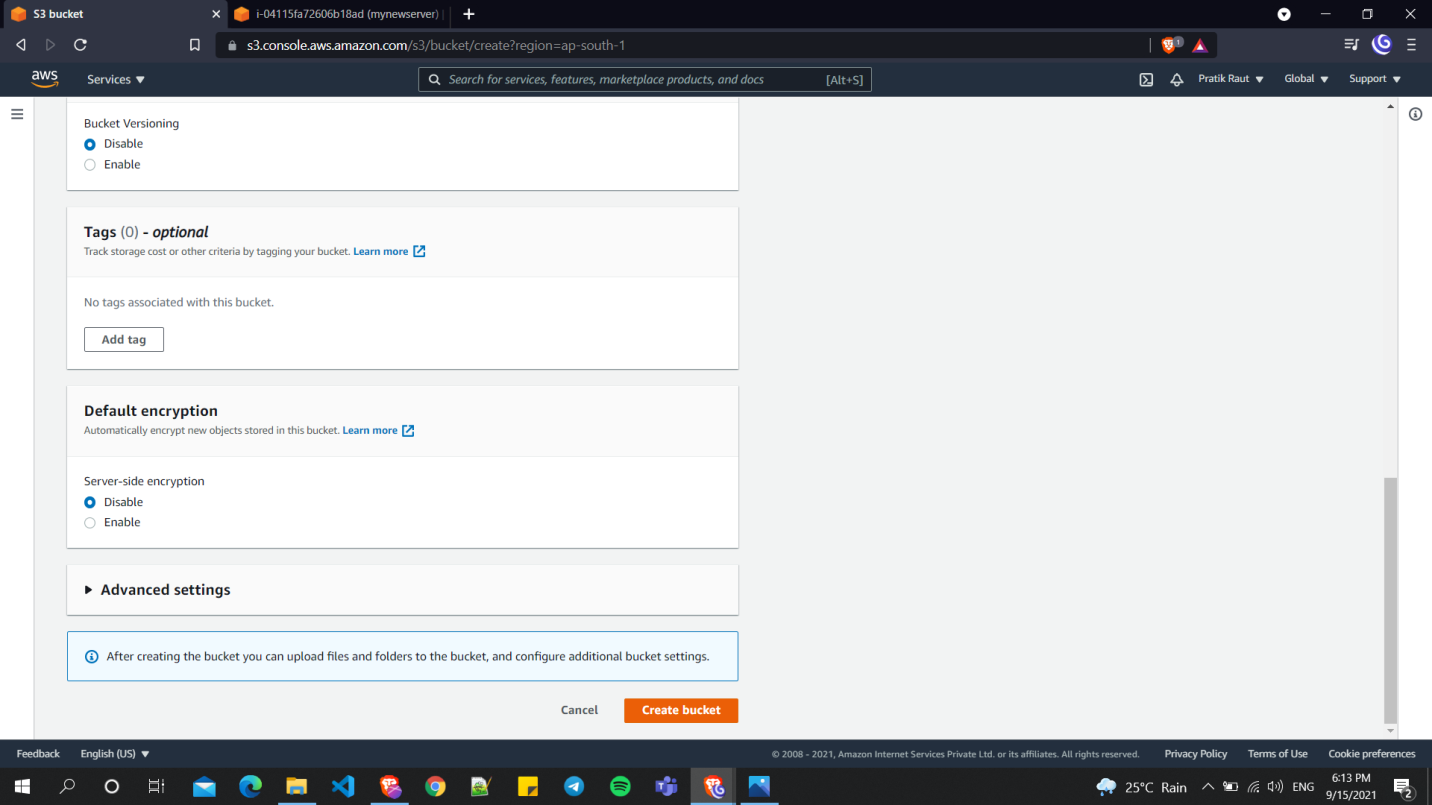 S3 bucket
i-04115fa72606b18ad (mynewserver)
s3.console.aws.amazon.com/s3/bucket/create?region=ap-south-1
1
aws
Services
Search for services, features, marketplace products, and docs
[Alt+S]
Pratik Raut
Global
Support
Bucket Versioning
Disable
Enable
Tags (0) - optional
Track storage cost or other criteria by tagging your bucket. Learn more
No tags associated with this bucket.
Add tag
Default encryption
Automatically encrypt new objects stored in this bucket. Learn more
Server-side encryption
Disable
Enable
Advanced settings
After creating the bucket you can upload files and folders to the bucket, and configure additional bucket settings.
Cancel
Create bucket
Feedback
English (US)
© 2008 - 2021, Amazon Internet Services Private Ltd. or its affiliates. All rights reserved.
Privacy Policy
Terms of Use
Cookie preferences
25°C Rain
ENG
6:13 PM
9/15/2021
2